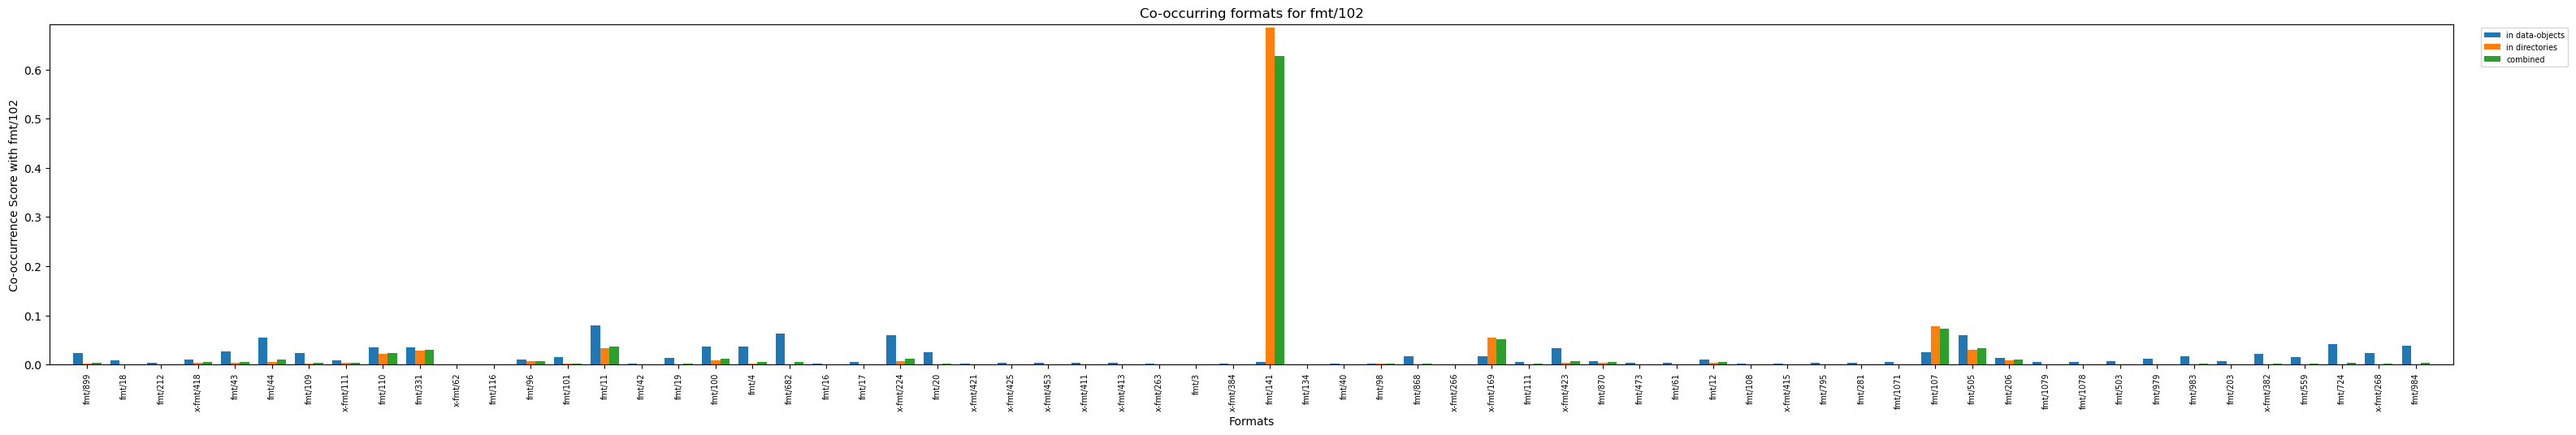 Co-occurring formats for fmt/102
in data-objects
in directories
combined
Co-occurrence Score with fmt/102
0.6
0.5
0.4
0.3
0.2
0.1
0.0
fmt/899
fmt/18
fmt/212
x-fmt/418
fmt/43
fmt/44
fmt/109
x-fmt/111
fmt/110
fmt/331
x-fmt/62
fmt/116
fmt/96
fmt/101
fmt/11
fmt/42
fmt/19
fmt/100
fmt/4
fmt/682
fmt/16
fmt/17
x-fmt/224
fmt/20
x-fmt/421
x-fmt/425
x-fmt/453
x-fmt/411
x-fmt/413
x-fmt/263
fmt/3
x-fmt/384
fmt/141
fmt/134
fmt/40
fmt/98
fmt/868
x-fmt/266
x-fmt/169
fmt/111
x-fmt/423
fmt/870
fmt/473
fmt/61
fmt/12
fmt/108
x-fmt/415
fmt/795
fmt/281
fmt/1071
fmt/107
fmt/505
fmt/206
fmt/1079
fmt/1078
fmt/503
fmt/979
fmt/983
fmt/203
x-fmt/382
fmt/559
fmt/724
x-fmt/268
fmt/984
Formats